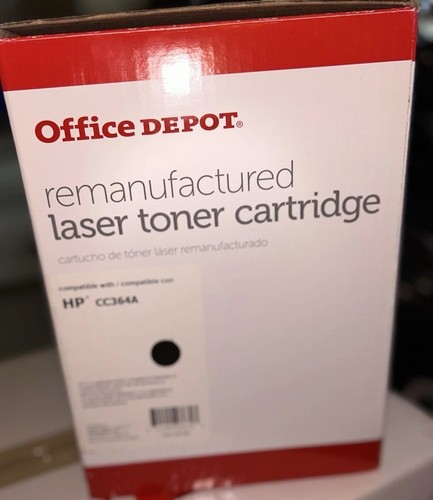 Office DEPOT®
remanufactured
laser toner cartridge
cartucho de tóner láser remanufacturado
compatible with / compatible con
HP® CC364A